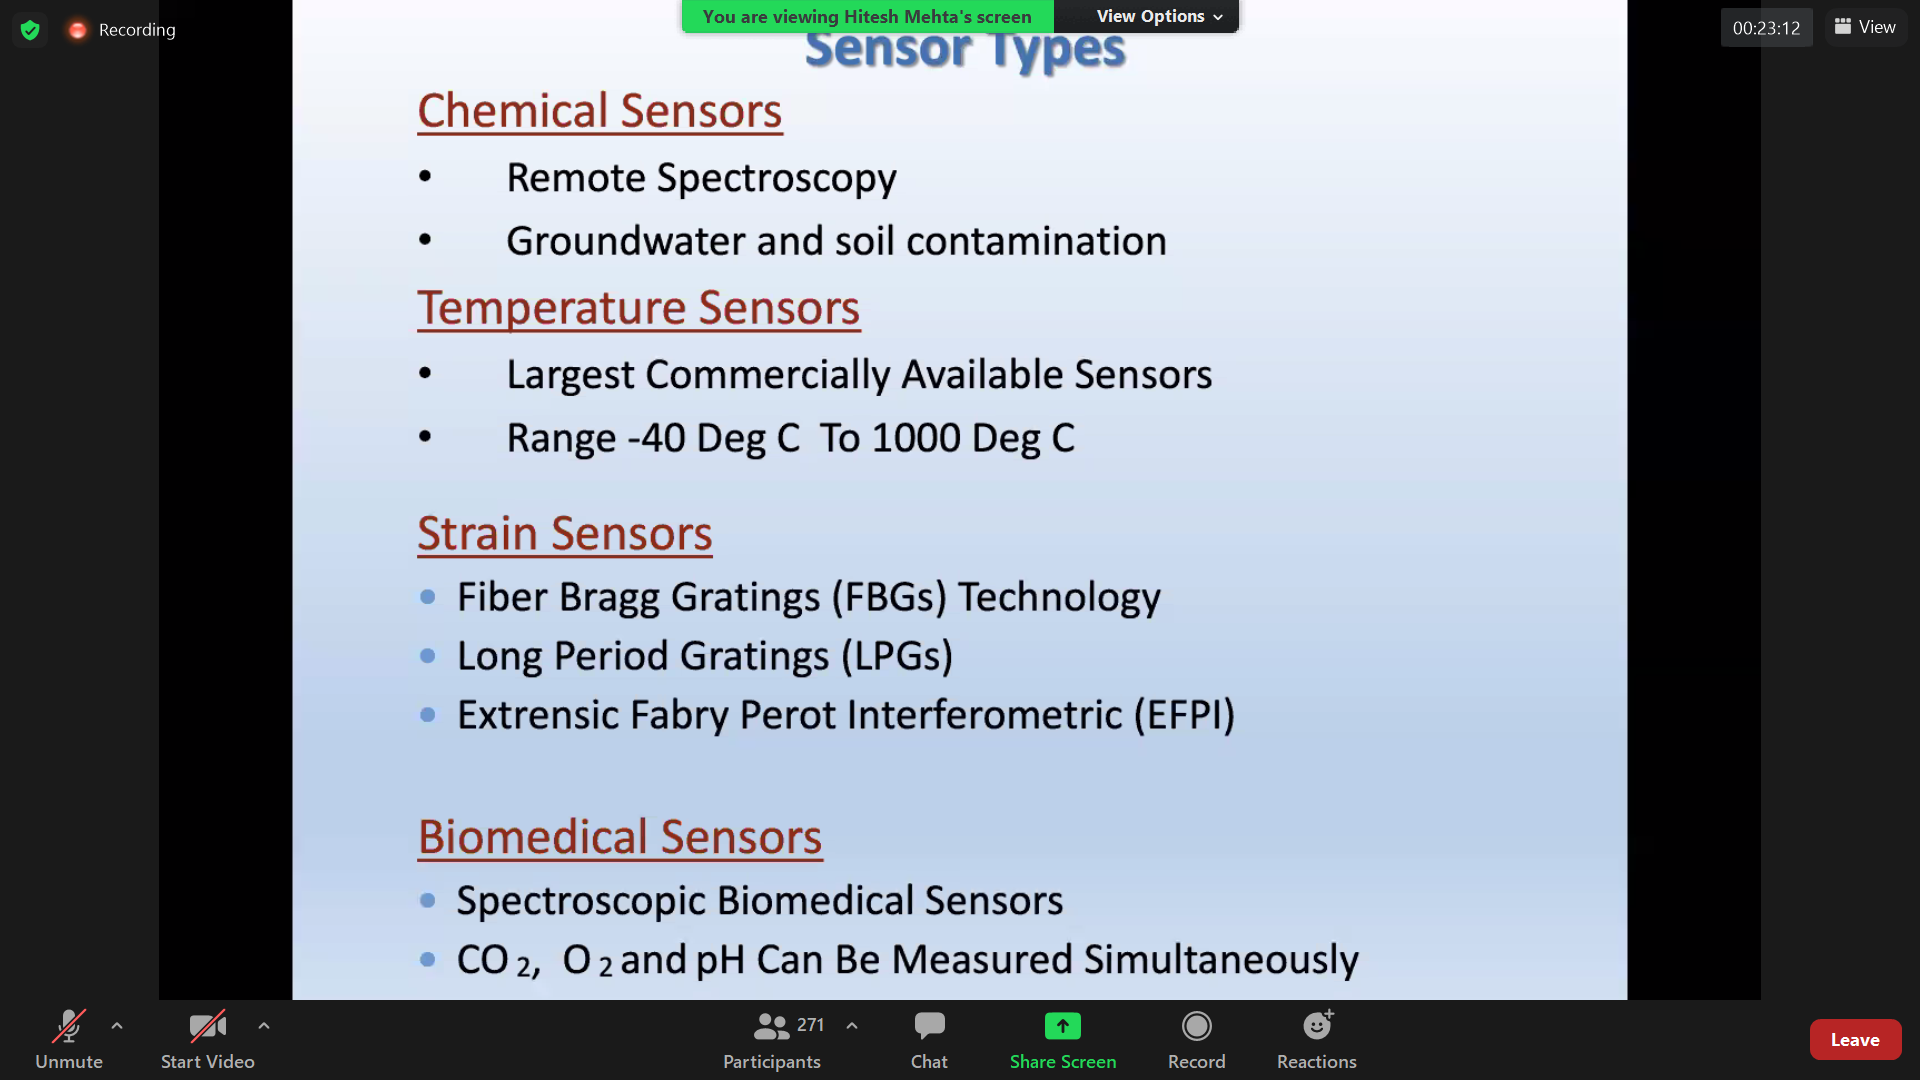 Recording
You are viewing Hitesh Mehta's screen
View Options
00:23:12
View
Sensor Types
Chemical Sensors
• Remote Spectroscopy
• Groundwater and soil contamination
Temperature Sensors
• Largest Commercially Available Sensors
• Range -40 Deg C To 1000 Deg C
Strain Sensors
• Fiber Bragg Gratings (FBGs) Technology
• Long Period Gratings (LPGs)
• Extrensic Fabry Perot Interferometric (EFPI)
Biomedical Sensors
• Spectroscopic Biomedical Sensors
• CO 2, O 2 and pH Can Be Measured Simultaneously
Unmute
Start Video
271
Participants
Chat
Share Screen
Record
Reactions
Leave